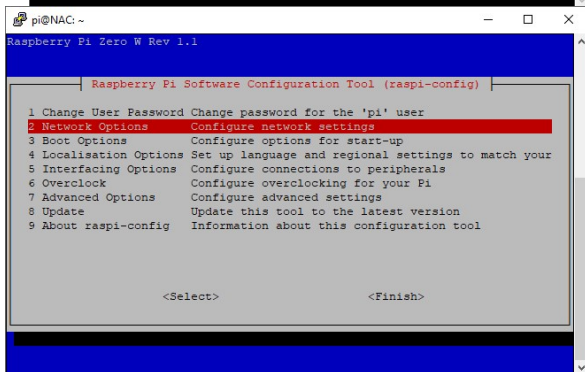 pi@NAC: ~
Raspberry Pi Zero W Rev 1.1
Raspberry Pi Software Configuration Tool (raspi-config)
1 Change User Password Change password for the 'pi' user
2 Network Options Configure network settings
3 Boot Options Configure options for start-up
4 Localisation Options Set up language and regional settings to match your
5 Interfacing Options Configure connections to peripherals
6 Overclock Configure overclocking for your Pi
7 Advanced Options Configure advanced settings
8 Update Update this tool to the latest version
9 About raspi-config Information about this configuration tool
<Select> <Finish>